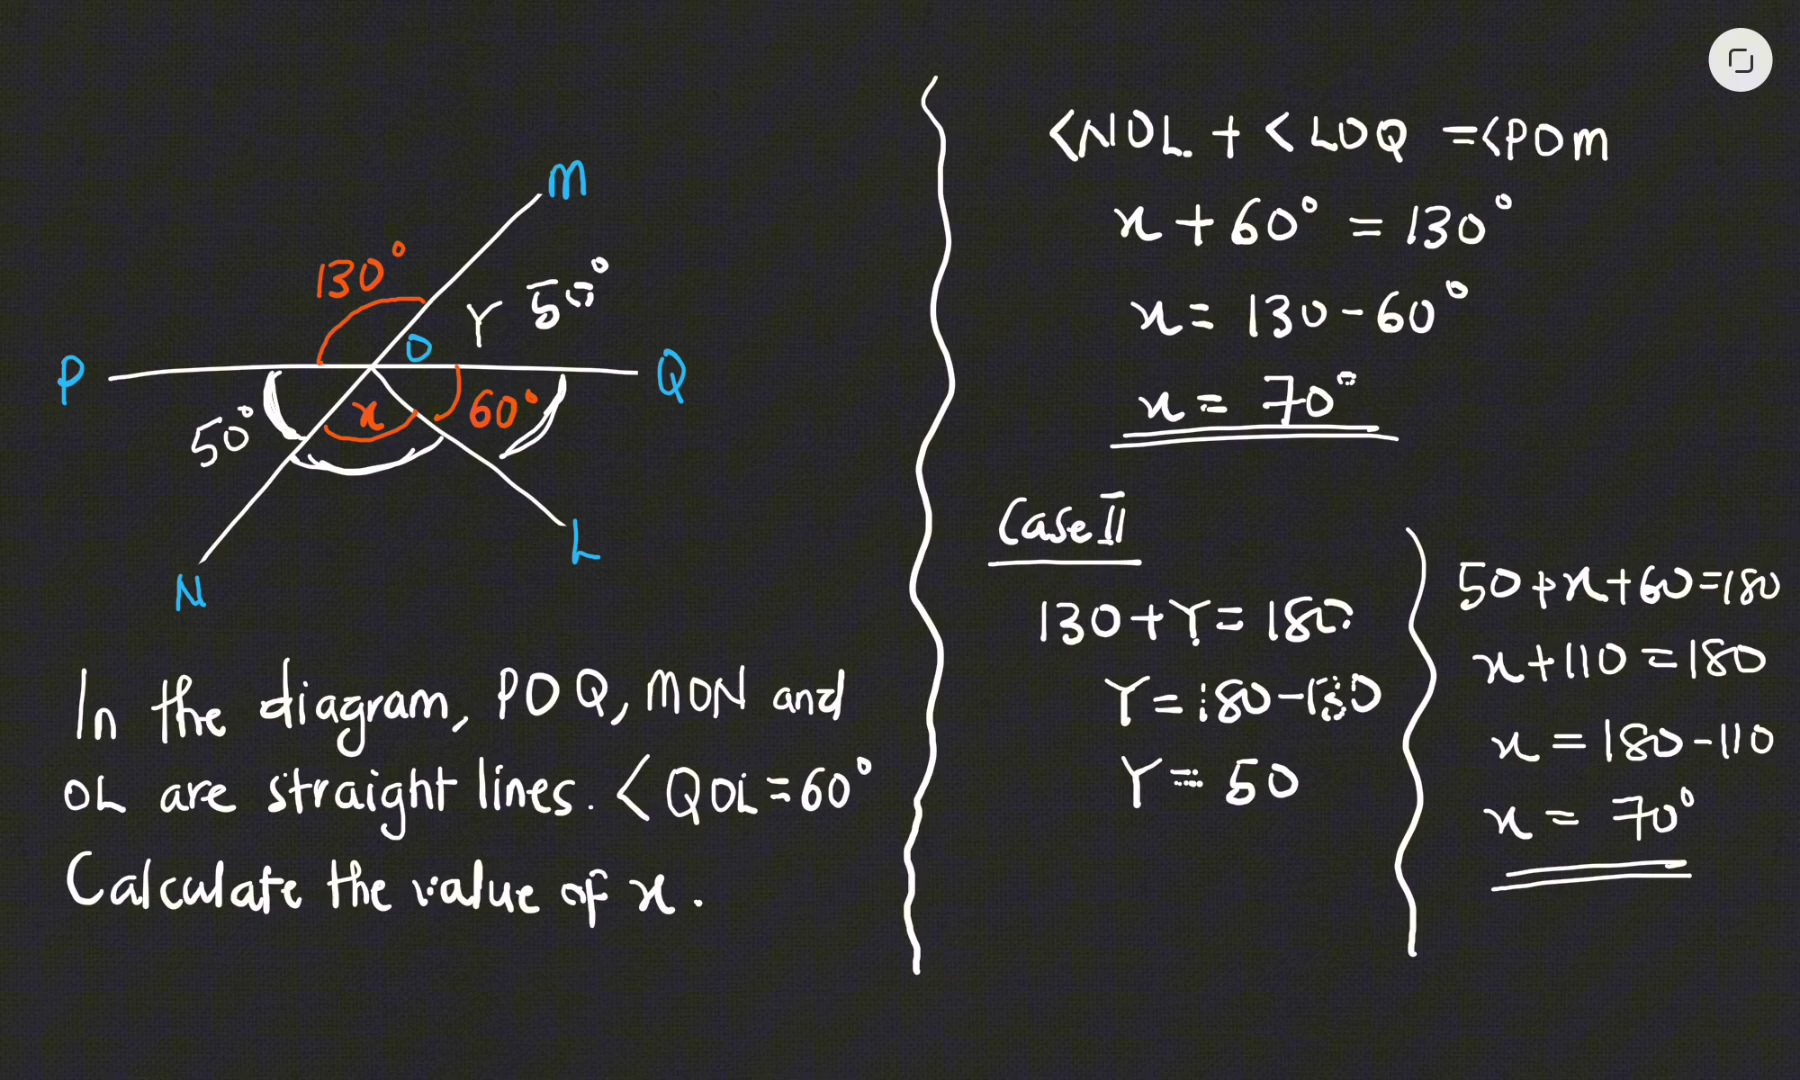 M
130°
Y 50°
O
P
Q
50°
x
60°
N
L
In the diagram, POQ, MON and
OL are straight lines. <QOL=60°
Calculate the value of x.
<NOL. + <LOQ =<POM
x + 60° = 130°
x = 130 - 60°
x = 70°
Case II
130+Y=180
Y=180-130
Y= 50
50+x+60=180
x+110=180
x=180-110
x= 70°